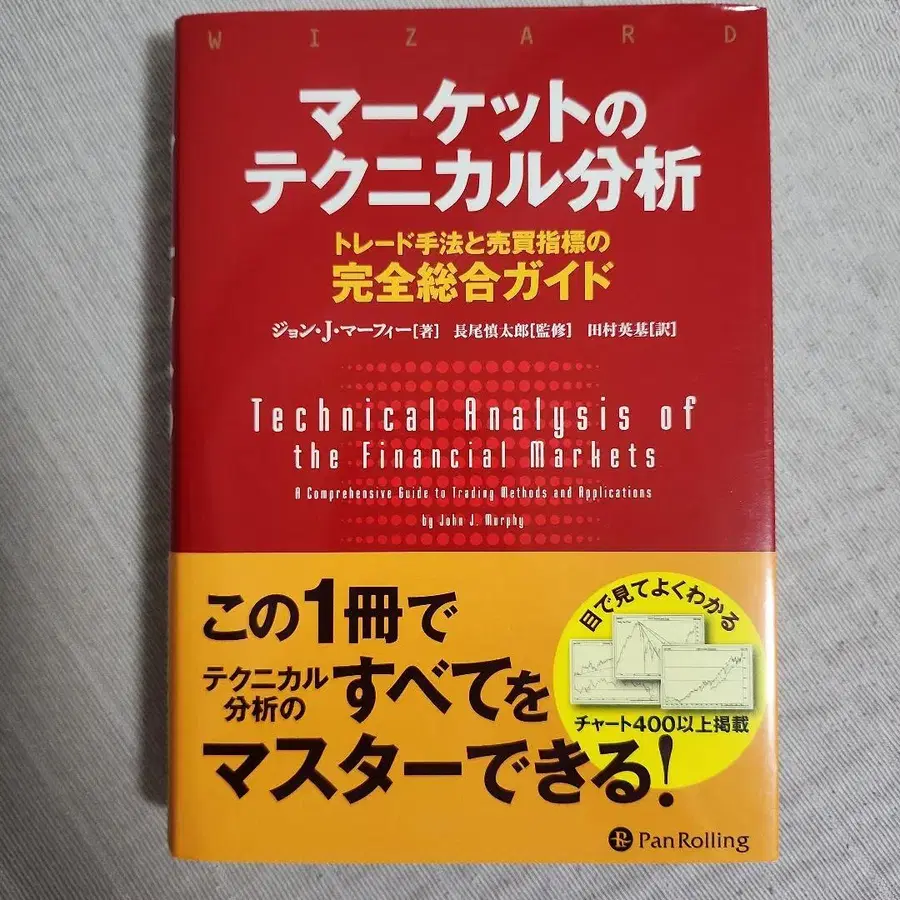 WIZARD
マーケットの
テクニカル分析
トレード手法と売買指標の
完全総合ガイド
ジョン・J・マーフィー[著] 長尾慎太郎[監修] 田村英基[訳]
Technical Analysis of
the Financial Markets
A Comprehensive Guide to Trading Methods and Applications
by John J. Murphy
この1冊で
テクニカル
分析の
すべてを
マスターできる!
目で見てよくわかる
チャート400以上掲載
PanRolling